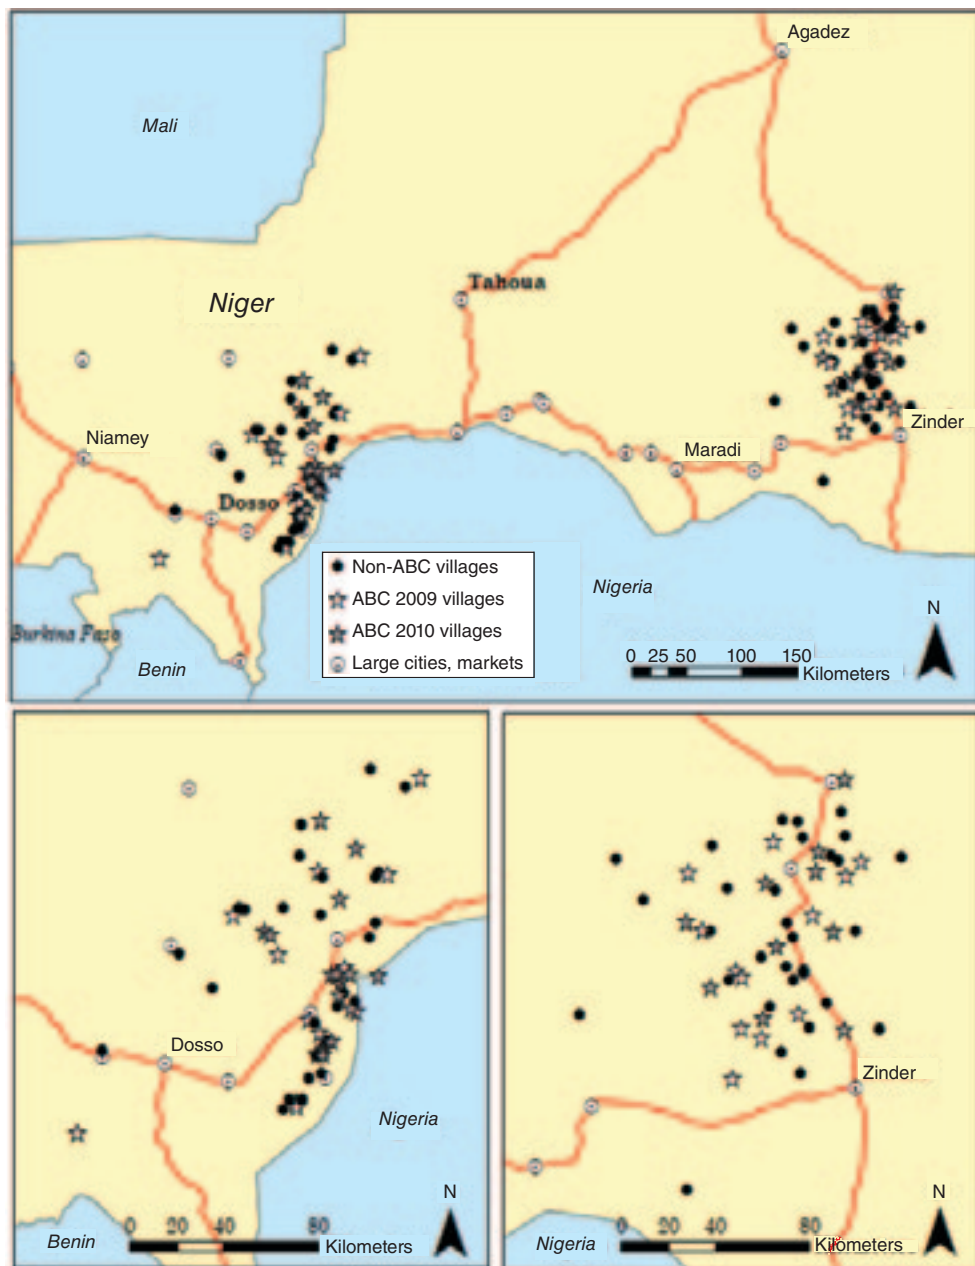 Agadez
Mali
Tahoua
Niger
Niamey
Zinder
Maradi
Dosso
Non-ABC villages
ABC 2009 villages
ABC 2010 villages
Large cities, markets
Nigeria
N
Burkina Faso
Benin
0 25 50 100 150
Kilometers
Dosso
Nigeria
N
Benin
0 40 80
Kilometers
Zinder
N
Nigeria
0 20 40 80
Kilometers